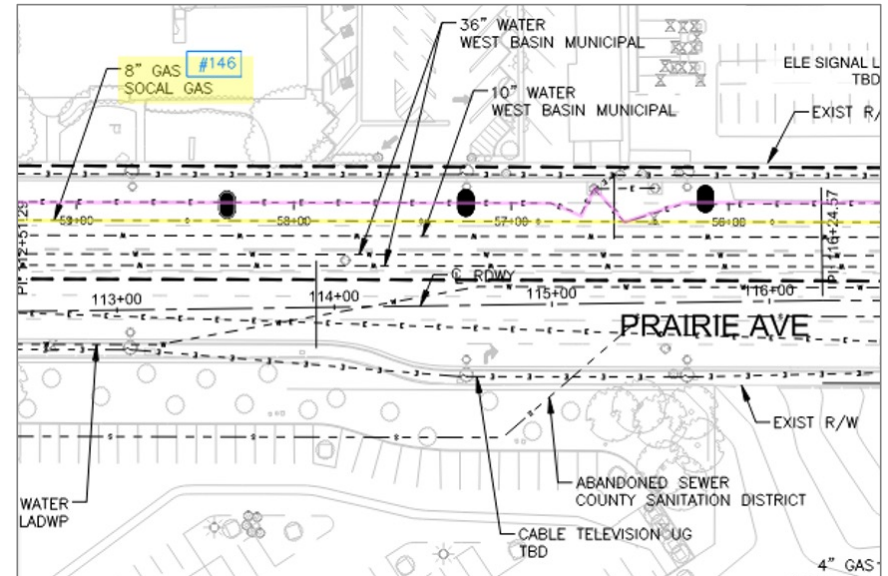 36" WATER
WEST BASIN MUNICIPAL
8" GAS #146
SOCAL GAS
10" WATER
WEST BASIN MUNICIPAL
ELE SIGNAL L
TBD
EXIST R/
59+00
58+00
57+00
56+00
PI: 112+51.29
PI: 116+24.57
℄ RDWY
113+00
114+00
115+00
116+00
PRAIRIE AVE
EXIST R/W
WATER
LADWP
ABANDONED SEWER
COUNTY SANITATION DISTRICT
CABLE TELEVISION UG
TBD
4" GAS